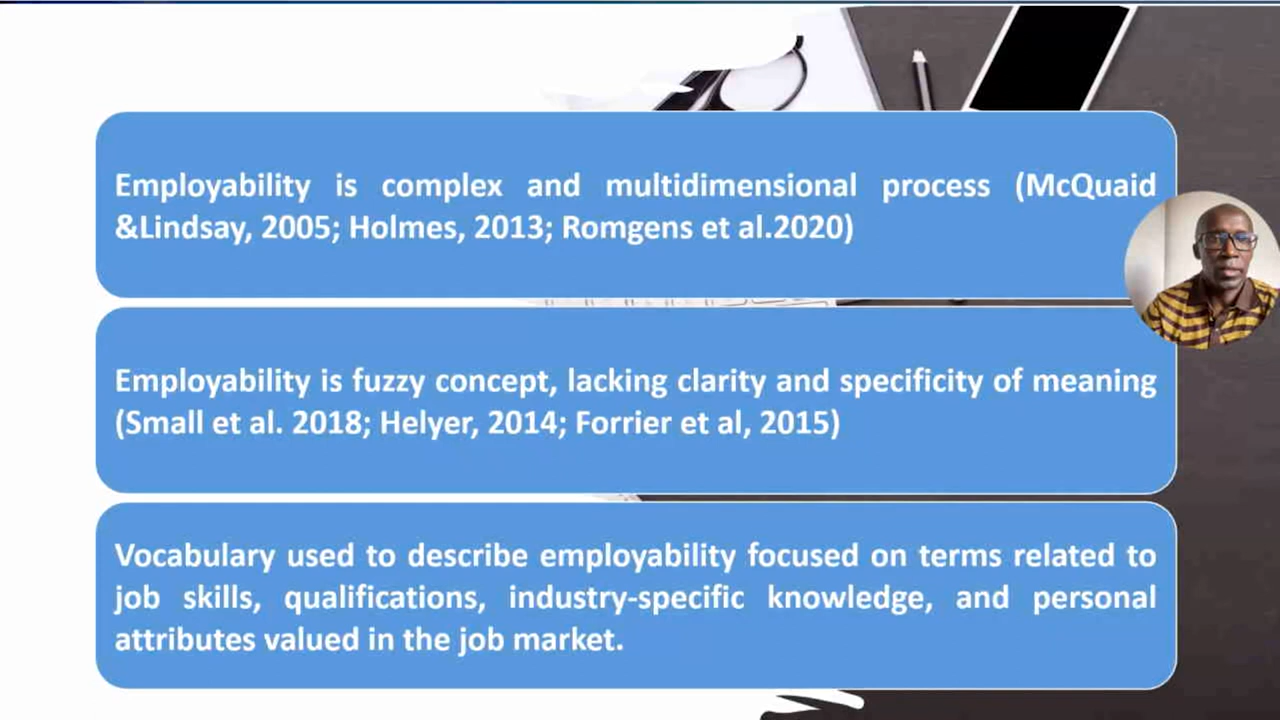 Employability is complex and multidimensional process (McQuaid
&Lindsay, 2005; Holmes, 2013; Romgens et al.2020)
Employability is fuzzy concept, lacking clarity and specificity of meaning
(Small et al. 2018; Helyer, 2014; Forrier et al, 2015)
Vocabulary used to describe employability focused on terms related to
job skills, qualifications, industry-specific knowledge, and personal
attributes valued in the job market.